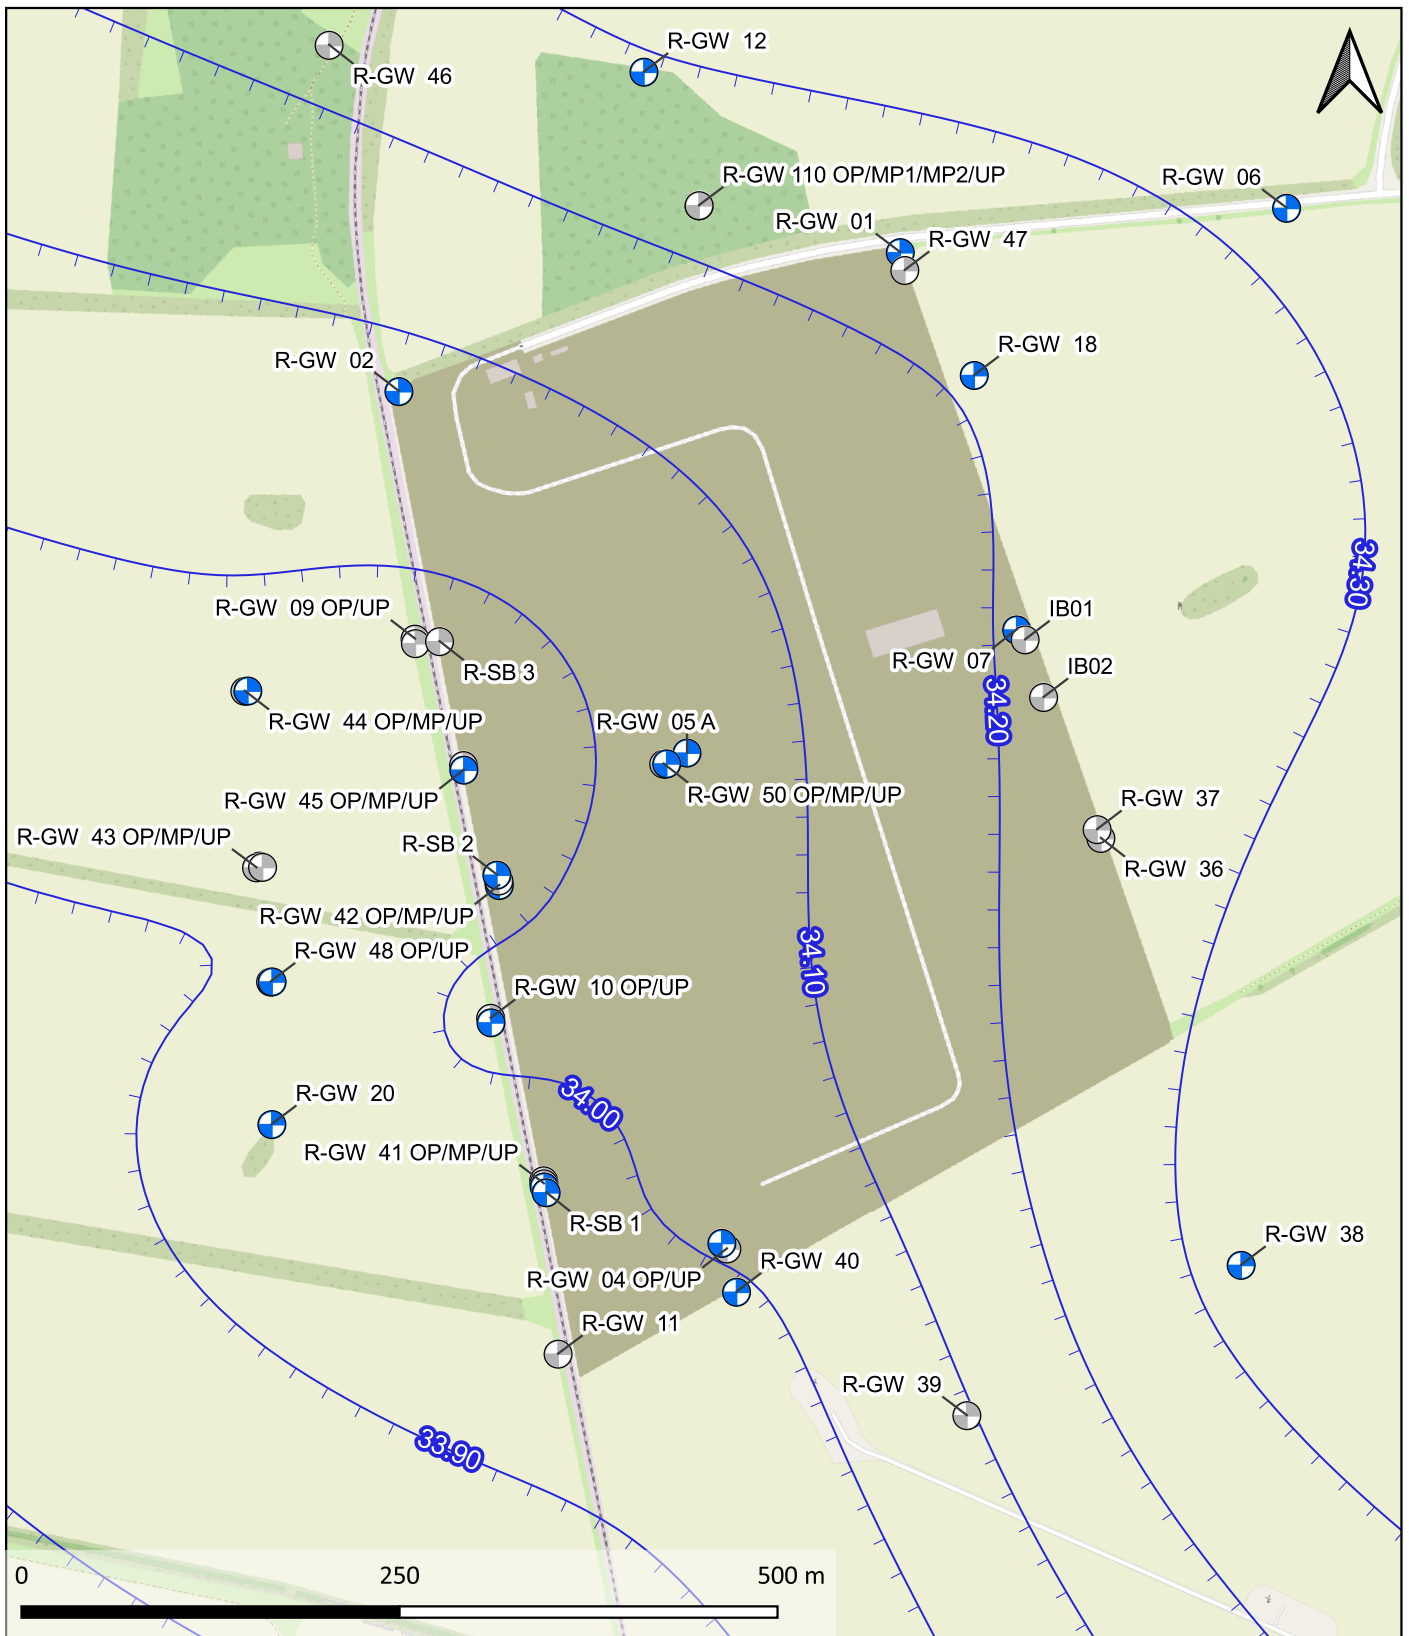 R-GW 12
R-GW 46
R-GW 110 OP/MP1/MP2/UP
R-GW 06
R-GW 01
R-GW 47
R-GW 02
R-GW 18
34.30
R-GW 09 OP/UP
IB01
R-GW 07
R-SB 3
IB02
34.20
R-GW 44 OP/MP/UP
R-GW 05 A
R-GW 50 OP/MP/UP
R-GW 45 OP/MP/UP
R-GW 37
R-GW 43 OP/MP/UP
R-SB 2
R-GW 36
R-GW 42 OP/MP/UP
R-GW 48 OP/UP
34.10
R-GW 10 OP/UP
R-GW 20
34.00
R-GW 41 OP/MP/UP
R-SB 1
R-GW 38
R-GW 40
R-GW 04 OP/UP
R-GW 11
R-GW 39
33.90
0 250 500 m